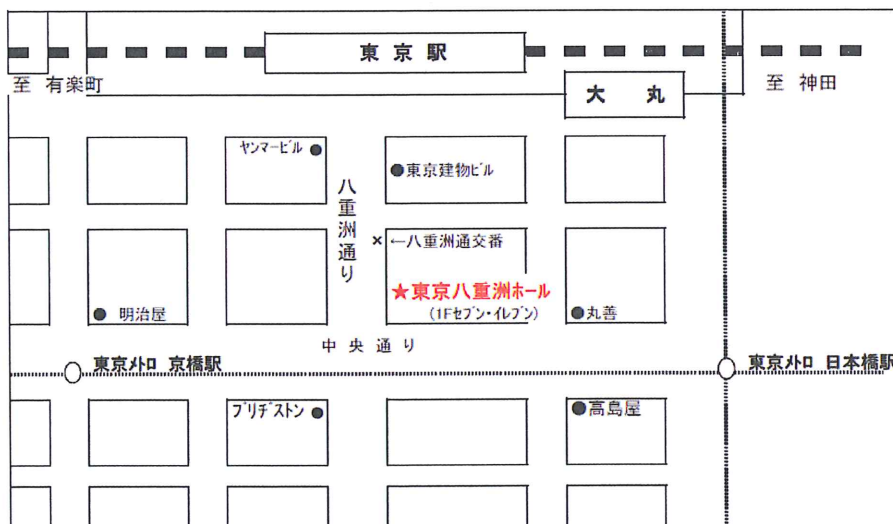 東京駅
至 有楽町
大 丸
至 神田
ヤンマービル
東京建物ビル
八重洲通り
×←八重洲通交番
★東京八重洲ホール
(1Fセブン・イレブン)
明治屋
丸善
中央通り
東京メトロ 京橋駅
東京メトロ 日本橋駅
ブリヂストン
高島屋